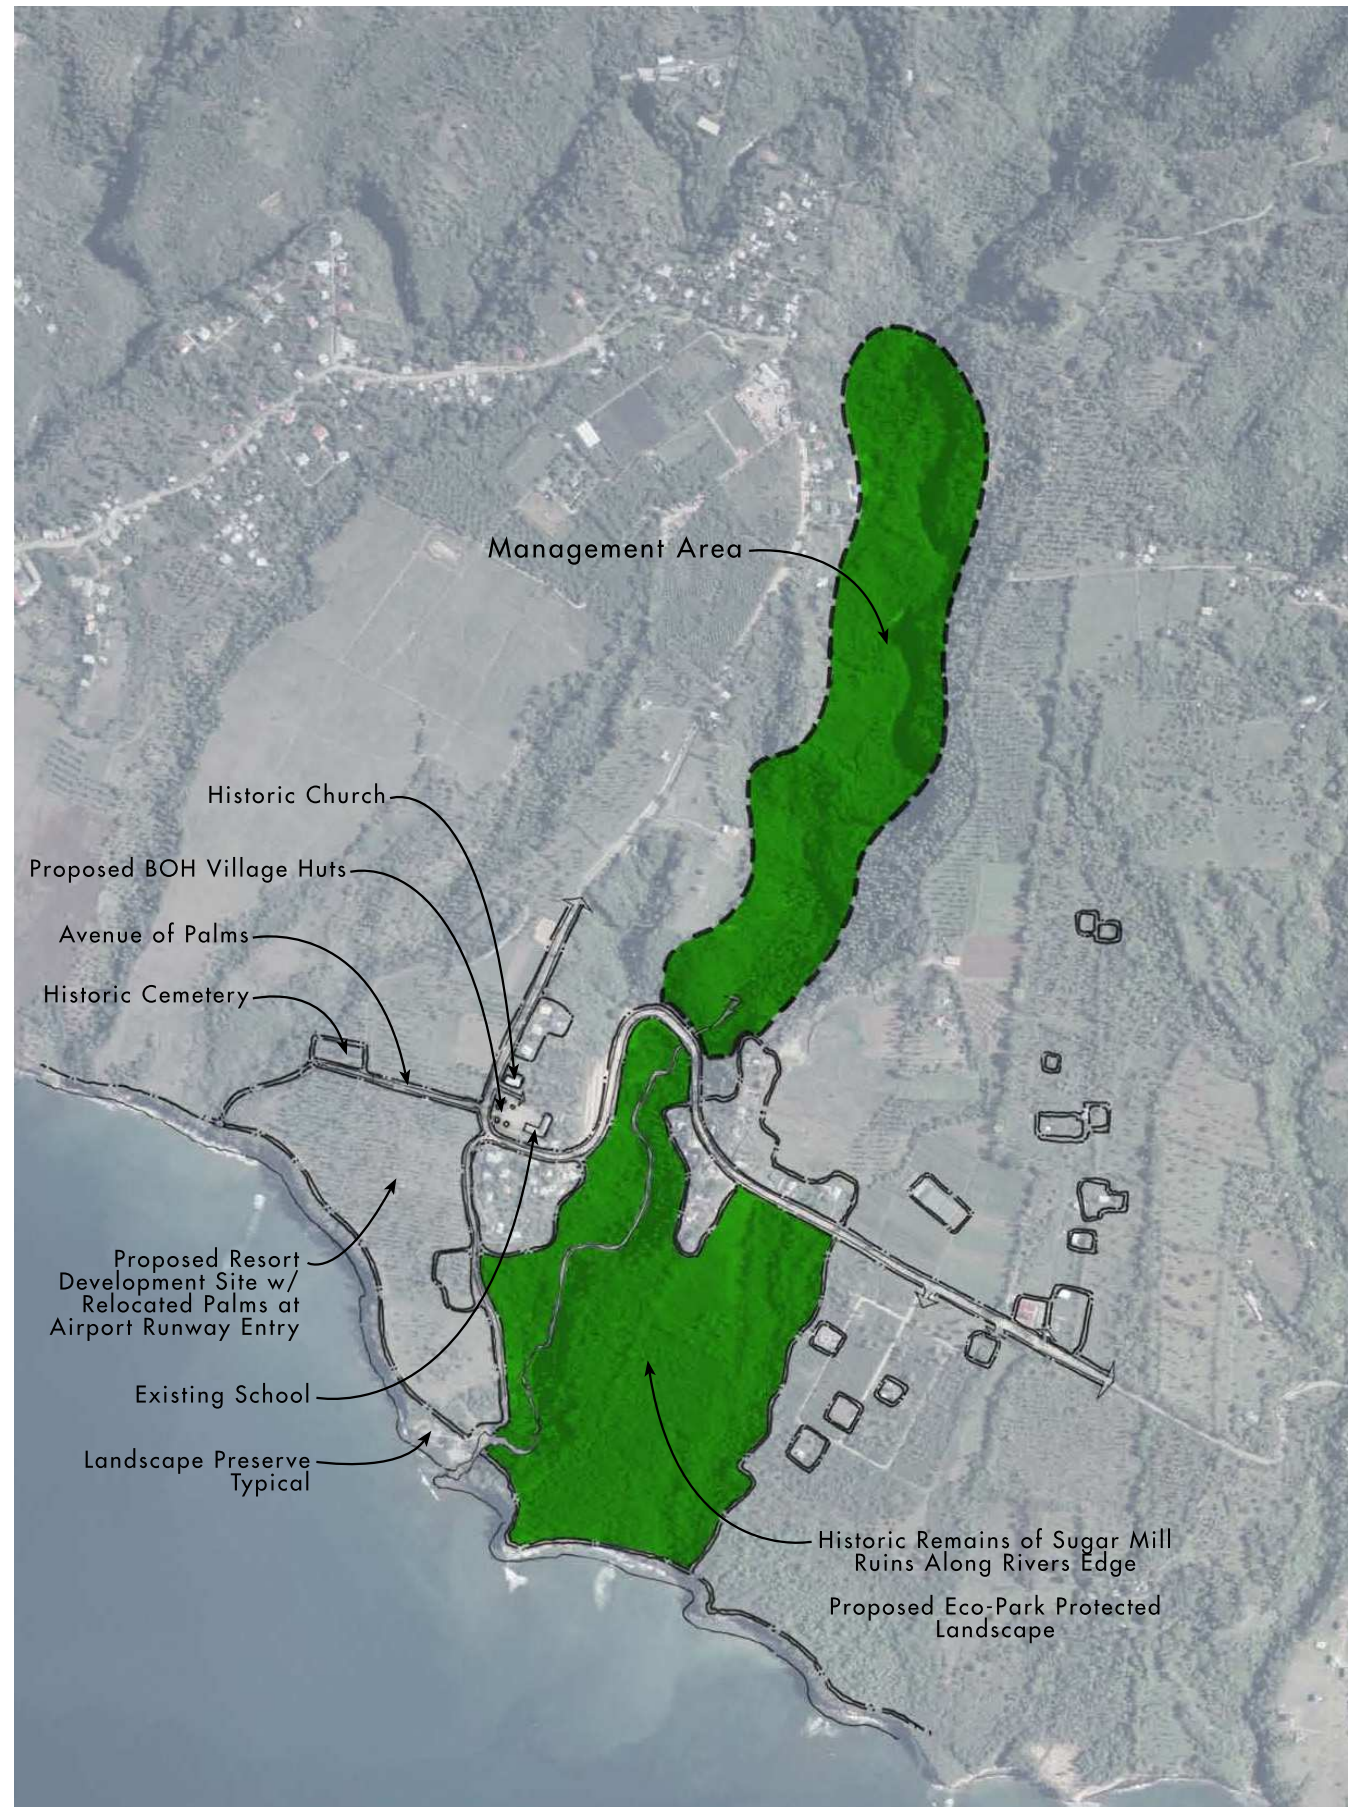 Management Area
Historic Church
Proposed BOH Village Huts
Avenue of Palms
Historic Cemetery
Proposed Resort
Development Site w/
Relocated Palms at
Airport Runway Entry
Existing School
Landscape Preserve
Typical
Historic Remains of Sugar Mill
Ruins Along Rivers Edge
Proposed Eco-Park Protected
Landscape